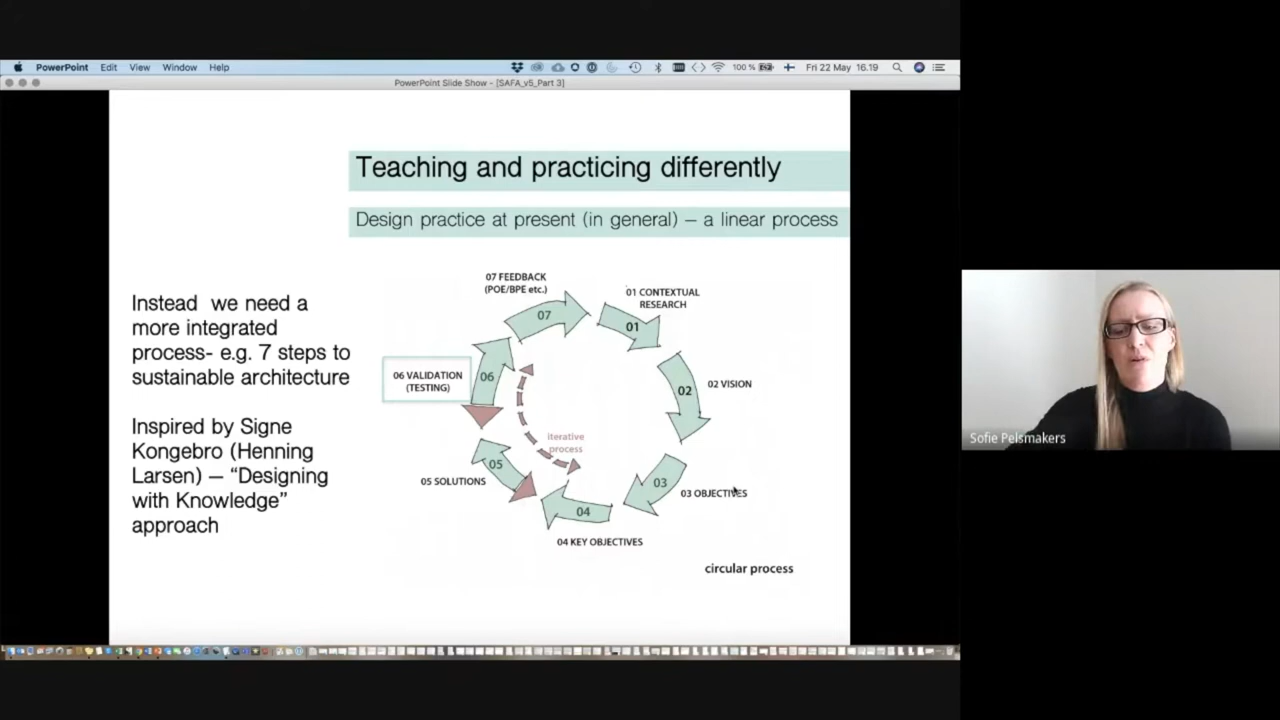 PowerPoint Edit View Window Help
100 % Fri 22 May 16.19
PowerPoint Slide Show - [SAFA_v5_Part 3]
Teaching and practicing differently
Design practice at present (in general) – a linear process
Instead we need a
more integrated
process- e.g. 7 steps to
sustainable architecture
Inspired by Signe
Kongebro (Henning
Larsen) – “Designing
with Knowledge”
approach
07 FEEDBACK
(POE/BPE etc.)
01 CONTEXTUAL
RESEARCH
07
01
06 VALIDATION
(TESTING)
06
02
02 VISION
iterative
process
05
05 SOLUTIONS
03
03 OBJECTIVES
04
04 KEY OBJECTIVES
circular process
Sofie Pelsmakers